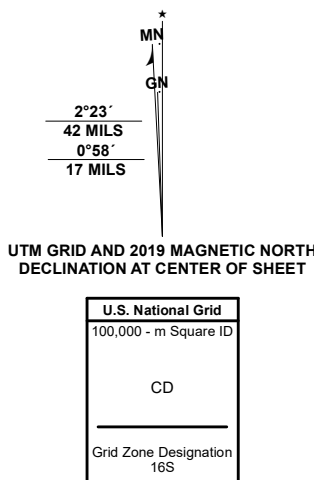 ★
MN
GN
2°23´
42 MILS
0°58´
17 MILS
UTM GRID AND 2019 MAGNETIC NORTH
DECLINATION AT CENTER OF SHEET
U.S. National Grid
100,000 - m Square ID
CD
Grid Zone Designation
16S